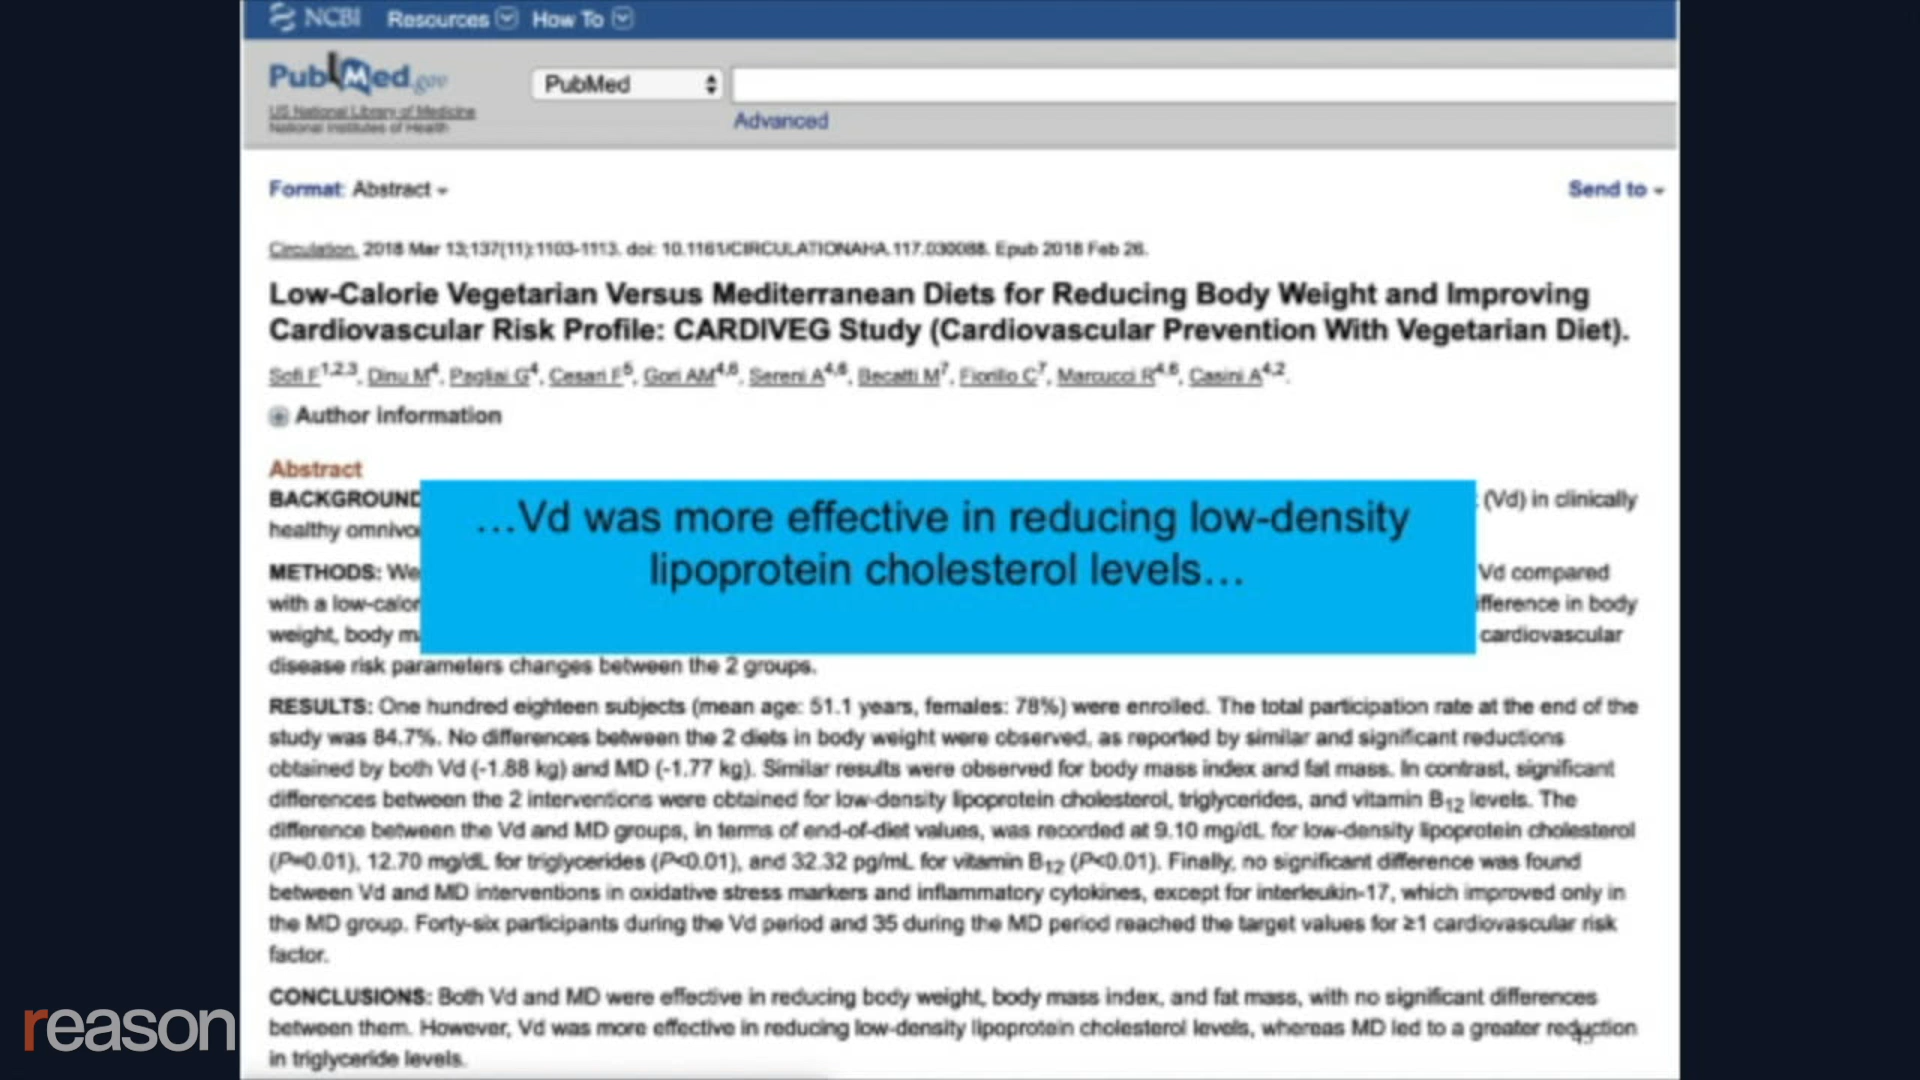 NCBI Resources How To
PubMed.gov
US National Library of Medicine
National Institutes of Health
PubMed
Advanced
Format: Abstract
Send to
Circulation. 2018 Mar 13;137(11):1103-1113. doi: 10.1161/CIRCULATIONAHA.117.030088. Epub 2018 Feb 26.
Low-Calorie Vegetarian Versus Mediterranean Diets for Reducing Body Weight and Improving
Cardiovascular Risk Profile: CARDIVEG Study (Cardiovascular Prevention With Vegetarian Diet).
Sofi F1,2,3, Dinu M4, Pagliai G4, Cesari F5, Gori AM4,6, Sereni A4,6, Becatti M7, Fiorillo C7, Marcucci R4,6, Casini A4,2.
Author information
Abstract
BACKGROUND (Vd) in clinically
healthy
…Vd was more effective in reducing low-density
lipoprotein cholesterol levels…
METHODS: We Vd compared
with a in body
weight, body cardiovascular
disease risk parameters changes between the 2 groups.
RESULTS: One hundred eighteen subjects (mean age: 51.1 years, females: 78%) were enrolled. The total participation rate at the end of the
study was 84.7%. No differences between the 2 diets in body weight were observed, as reported by similar and significant reductions
obtained by both Vd (-1.88 kg) and MD (-1.77 kg). Similar results were observed for body mass index and fat mass. In contrast, significant
differences between the 2 interventions were obtained for low-density lipoprotein cholesterol, triglycerides, and vitamin B12 levels. The
difference between the Vd and MD groups, in terms of end-of-diet values, was recorded at 9.10 mg/dL for low-density lipoprotein cholesterol
(P=0.01), 12.70 mg/dL for triglycerides (P<0.01), and 32.32 pg/mL for vitamin B12 (P<0.01). Finally, no significant difference was found
between Vd and MD interventions in oxidative stress markers and inflammatory cytokines, except for interleukin-17, which improved only in
the MD group. Forty-six participants during the Vd period and 35 during the MD period reached the target values for ≥1 cardiovascular risk
factor.
CONCLUSIONS: Both Vd and MD were effective in reducing body weight, body mass index, and fat mass, with no significant differences
between them. However, Vd was more effective in reducing low-density lipoprotein cholesterol levels, whereas MD led to a greater reduction
in triglyceride levels.
reason